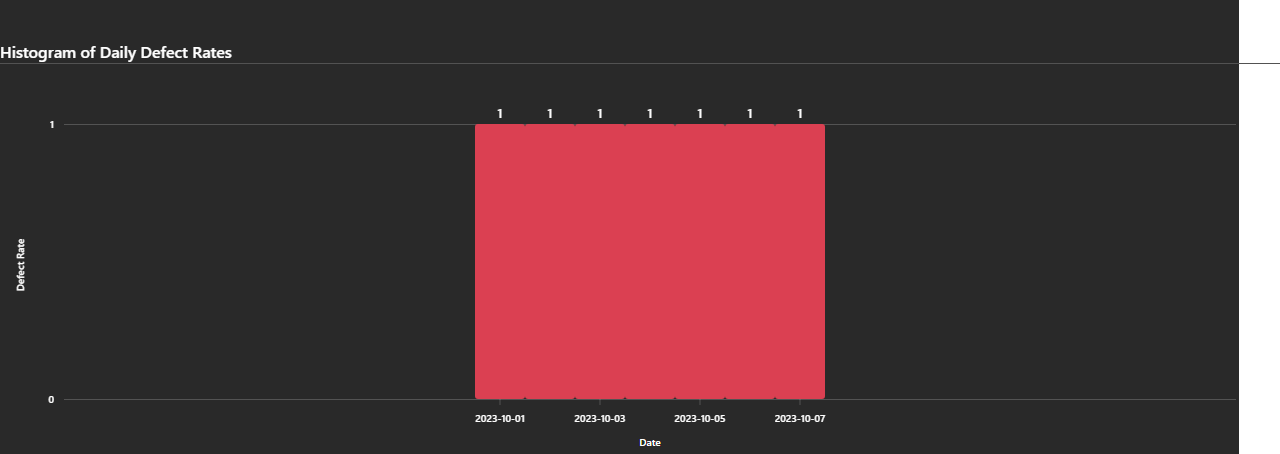 Histogram of Daily Defect Rates
1 1 1 1 1 1 1
1
Defect Rate
0
2023-10-01 2023-10-03 2023-10-05 2023-10-07
Date